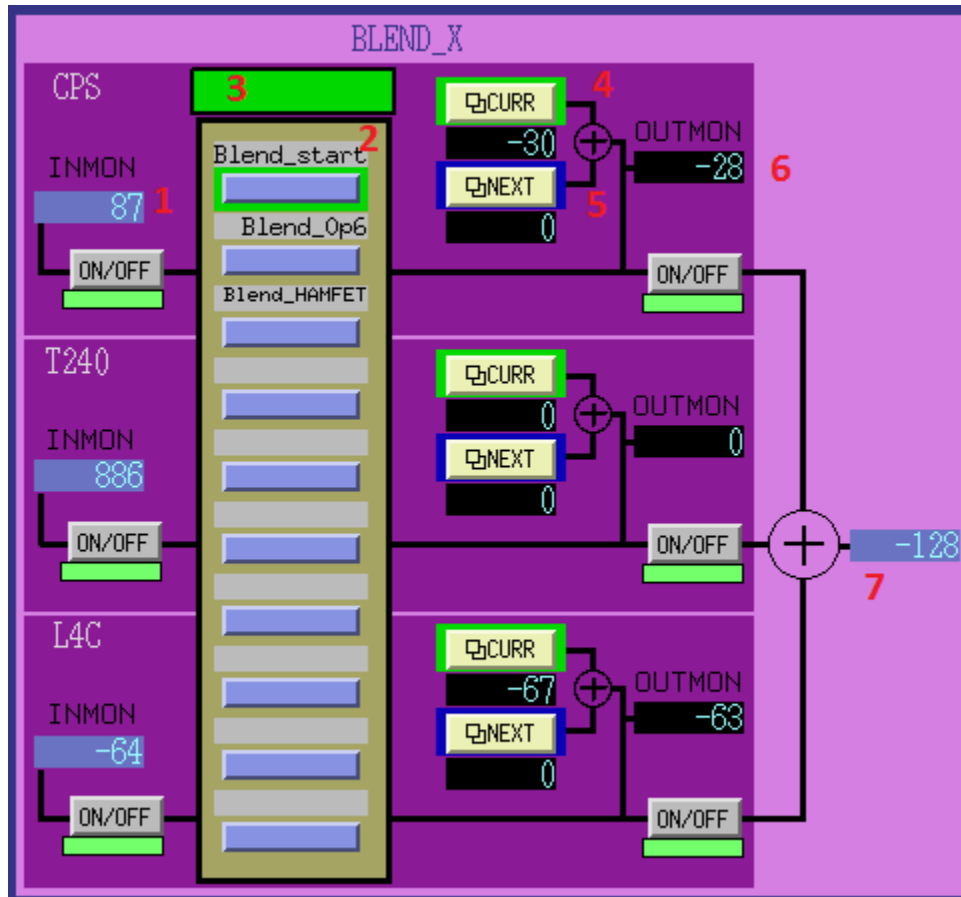 BLEND_X
CPS
3
CURR
4
2
-30
OUTMON
Blend_start
-28
6
INMON
NEXT
5
87
1
0
Blend_Op6
ON/OFF
ON/OFF
Blend_HAMFET
T240
CURR
0
OUTMON
INMON
NEXT
0
886
0
ON/OFF
ON/OFF
-128
7
L4C
CURR
-67
OUTMON
INMON
NEXT
-63
-64
0
ON/OFF
ON/OFF